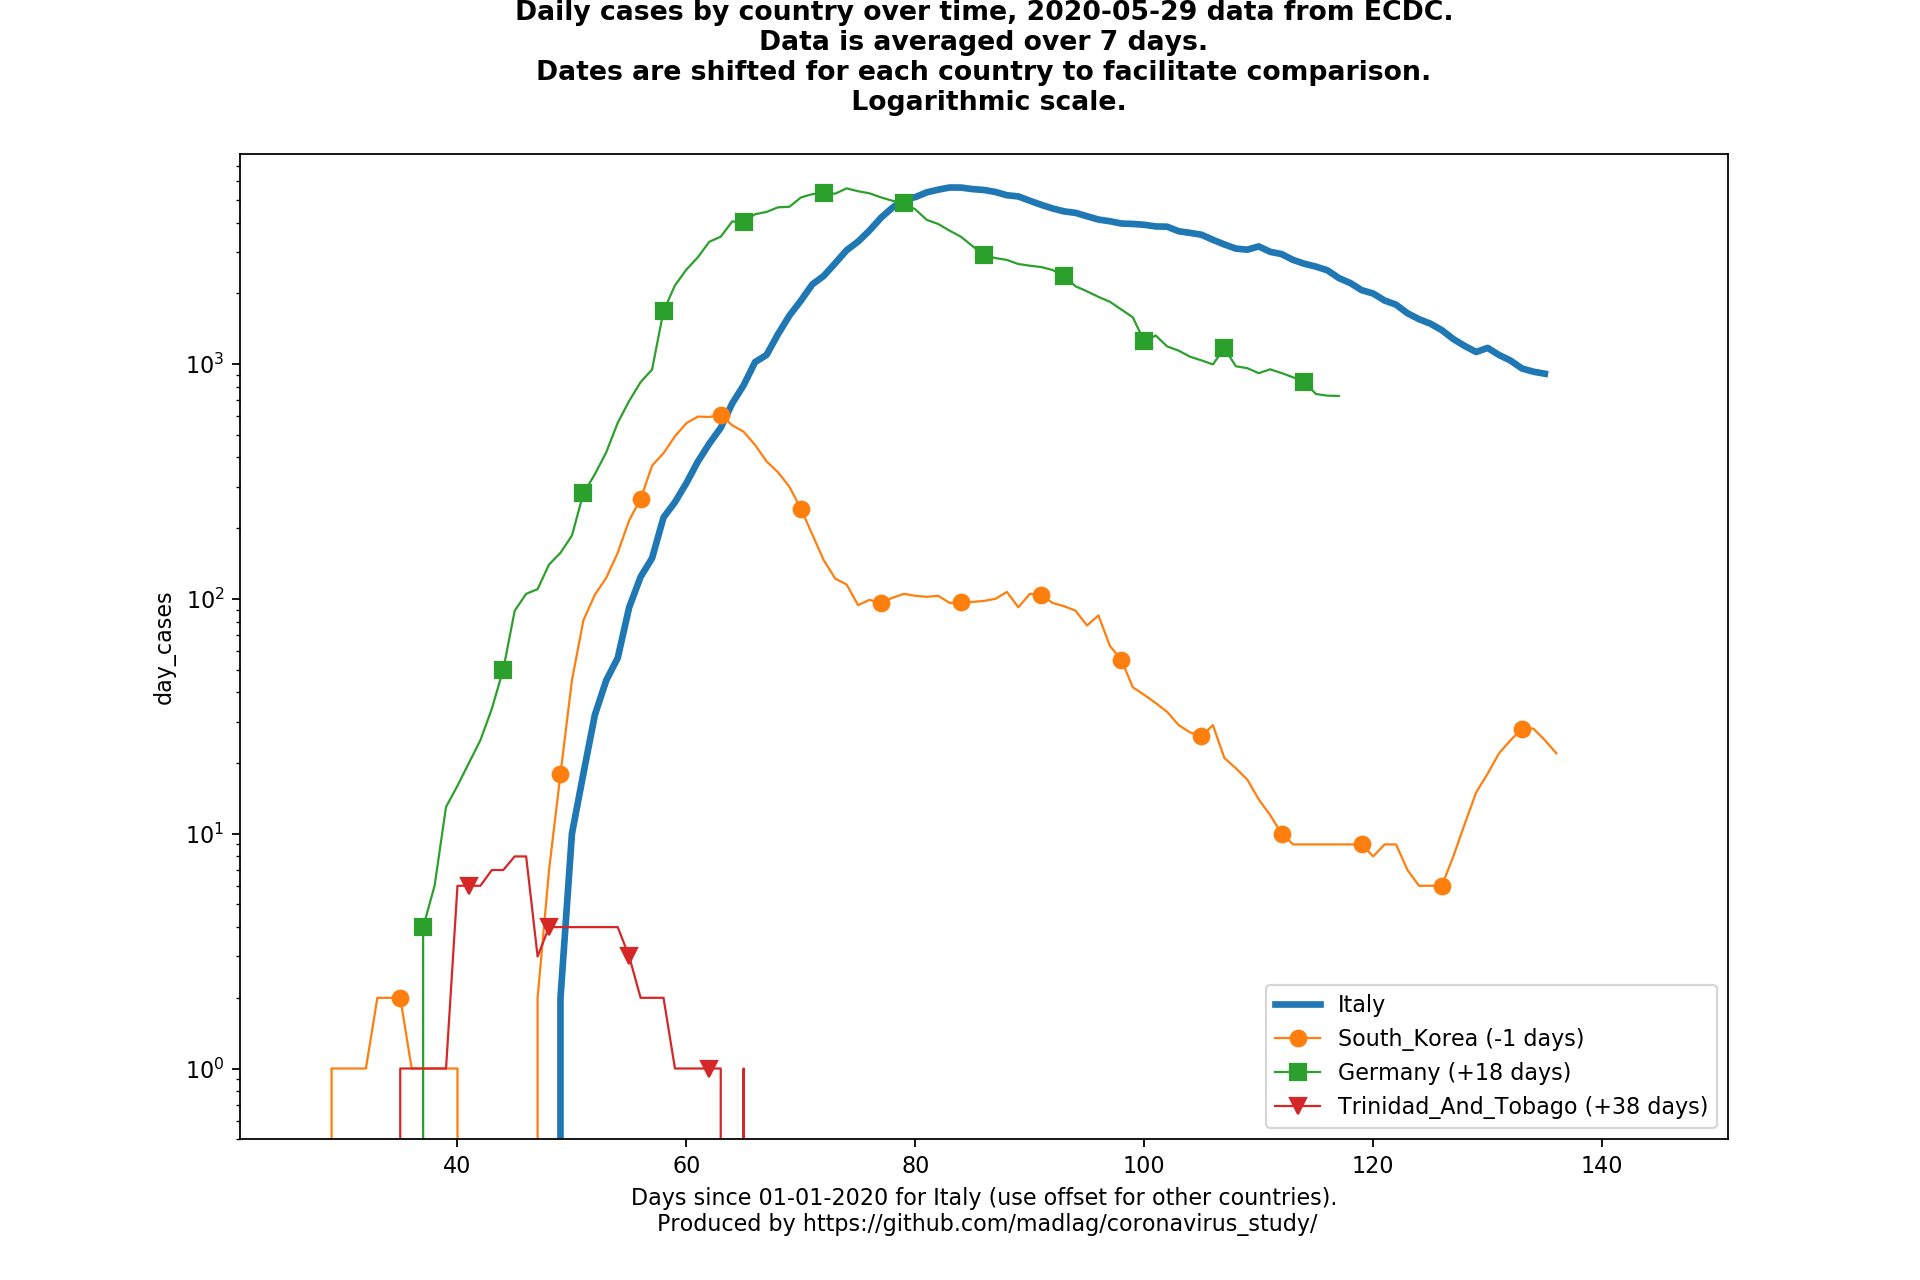 Daily cases by country over time, 2020-05-29 data from ECDC.
Data is averaged over 7 days.
Dates are shifted for each country to facilitate comparison.
Logarithmic scale.
day_cases
10³
10²
10¹
10⁰
40 60 80 100 120 140
Italy
South_Korea (-1 days)
Germany (+18 days)
Trinidad_And_Tobago (+38 days)
Days since 01-01-2020 for Italy (use offset for other countries).
Produced by https://github.com/madlag/coronavirus_study/